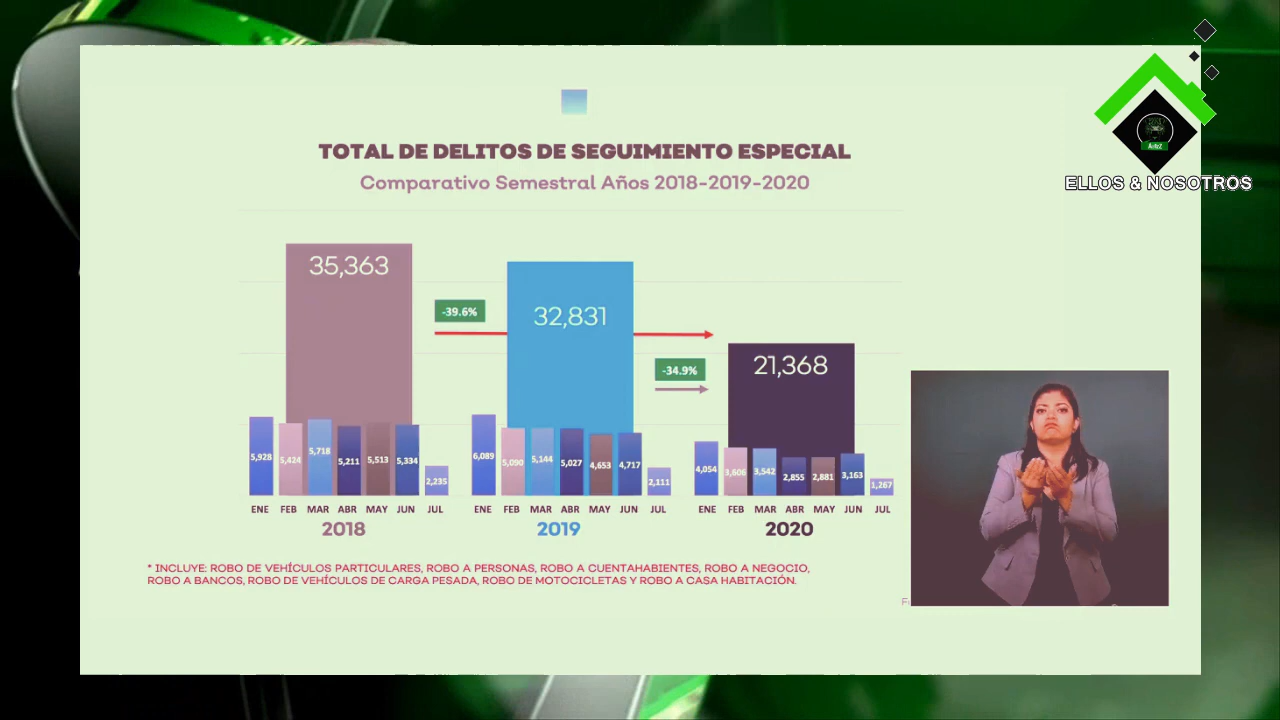 TOTAL DE DELITOS DE SEGUIMIENTO ESPECIAL
Comparativo Semestral Años 2018-2019-2020
AritzZ
ELLOS & NOSOTROS
35,363
-39.6%
32,831
-34.9%
21,368
5,928 5,424 5,718 5,211 5,513 5,334 2,235
6,089 5,090 5,144 5,027 4,653 4,717 2,111
4,054 3,606 3,542 2,855 2,881 3,163 1,267
ENE FEB MAR ABR MAY JUN JUL
ENE FEB MAR ABR MAY JUN JUL
ENE FEB MAR ABR MAY JUN JUL
2018 2019 2020
* INCLUYE: ROBO DE VEHÍCULOS PARTICULARES, ROBO A PERSONAS, ROBO A CUENTAHABIENTES, ROBO A NEGOCIO,
ROBO A BANCOS, ROBO DE VEHÍCULOS DE CARGA PESADA, ROBO DE MOTOCICLETAS Y ROBO A CASA HABITACIÓN.